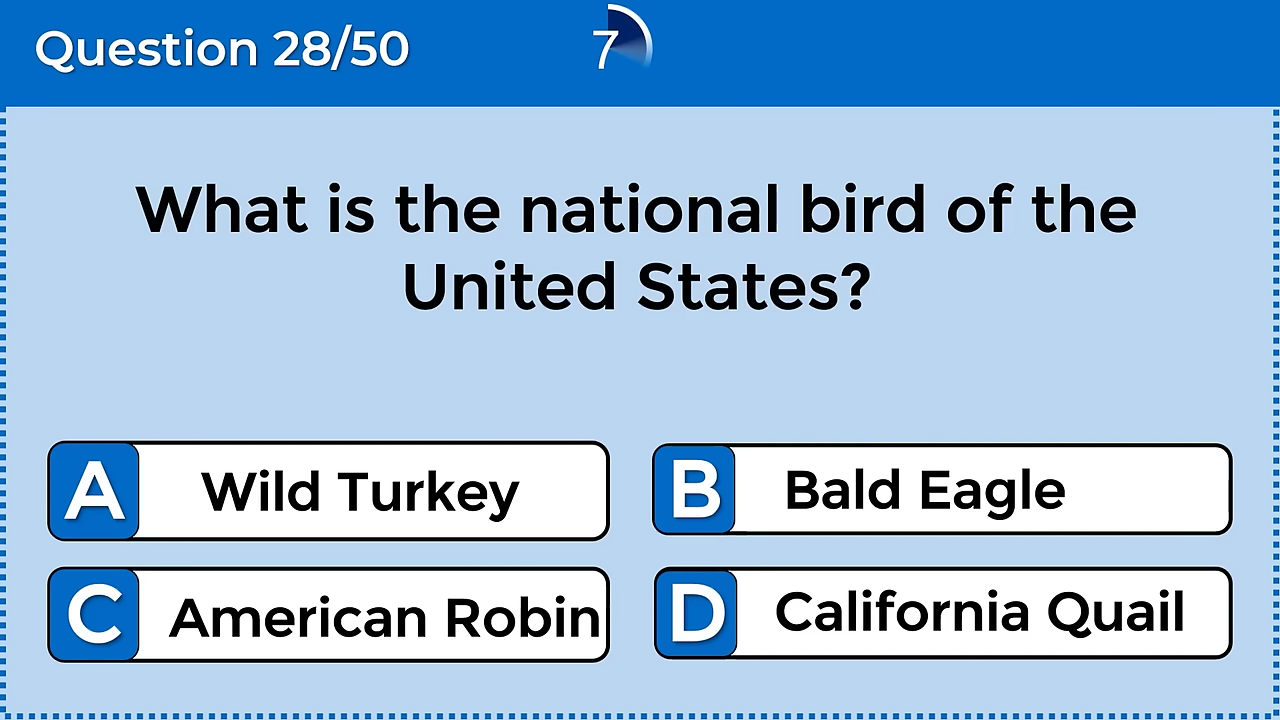 Question 28/50
7
What is the national bird of the
United States?
A Wild Turkey
B Bald Eagle
C American Robin
D California Quail